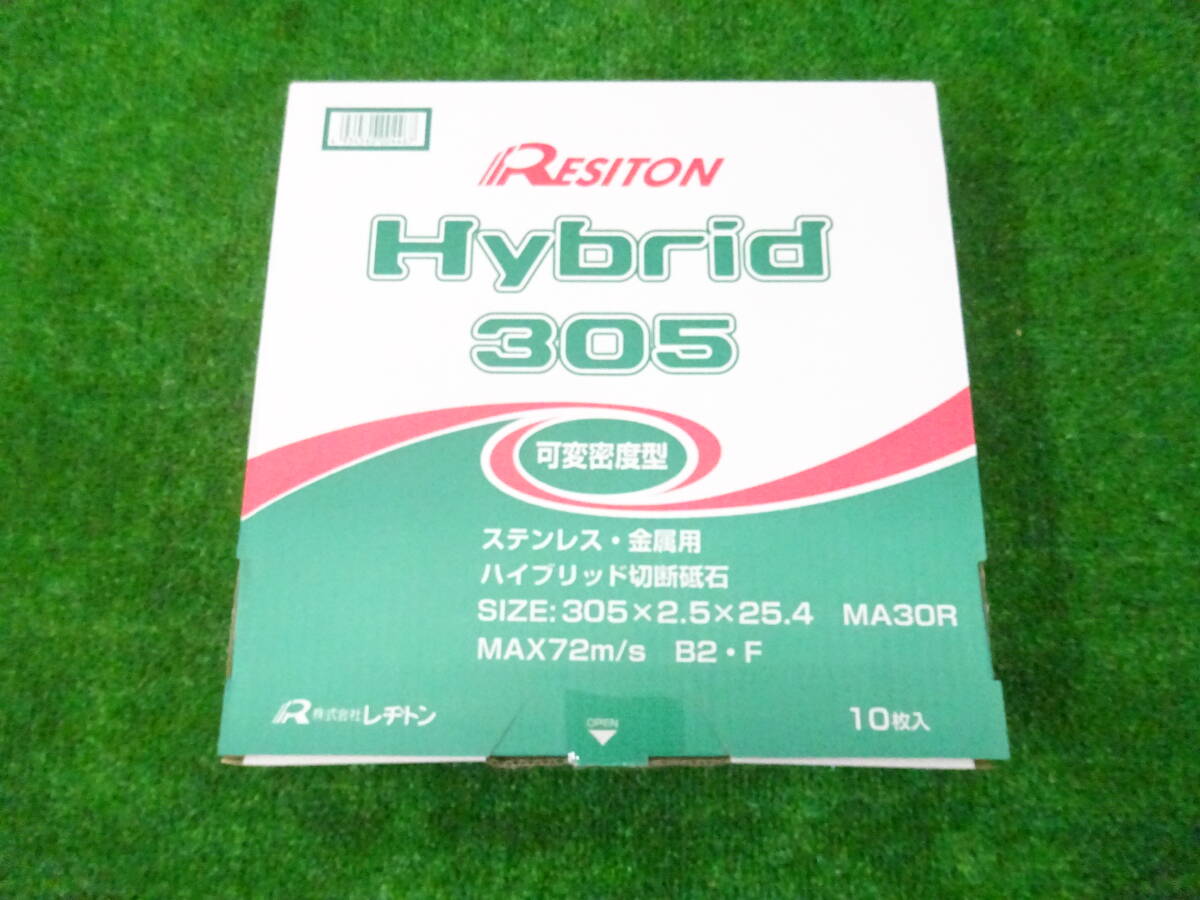 RESITON
Hybrid
305
可変密度型
ステンレス・金属用
ハイブリッド切断砥石
SIZE: 305×2.5×25.4 MA30R
MAX72m/s B2・F
株式会社レヂトン
OPEN
10枚入